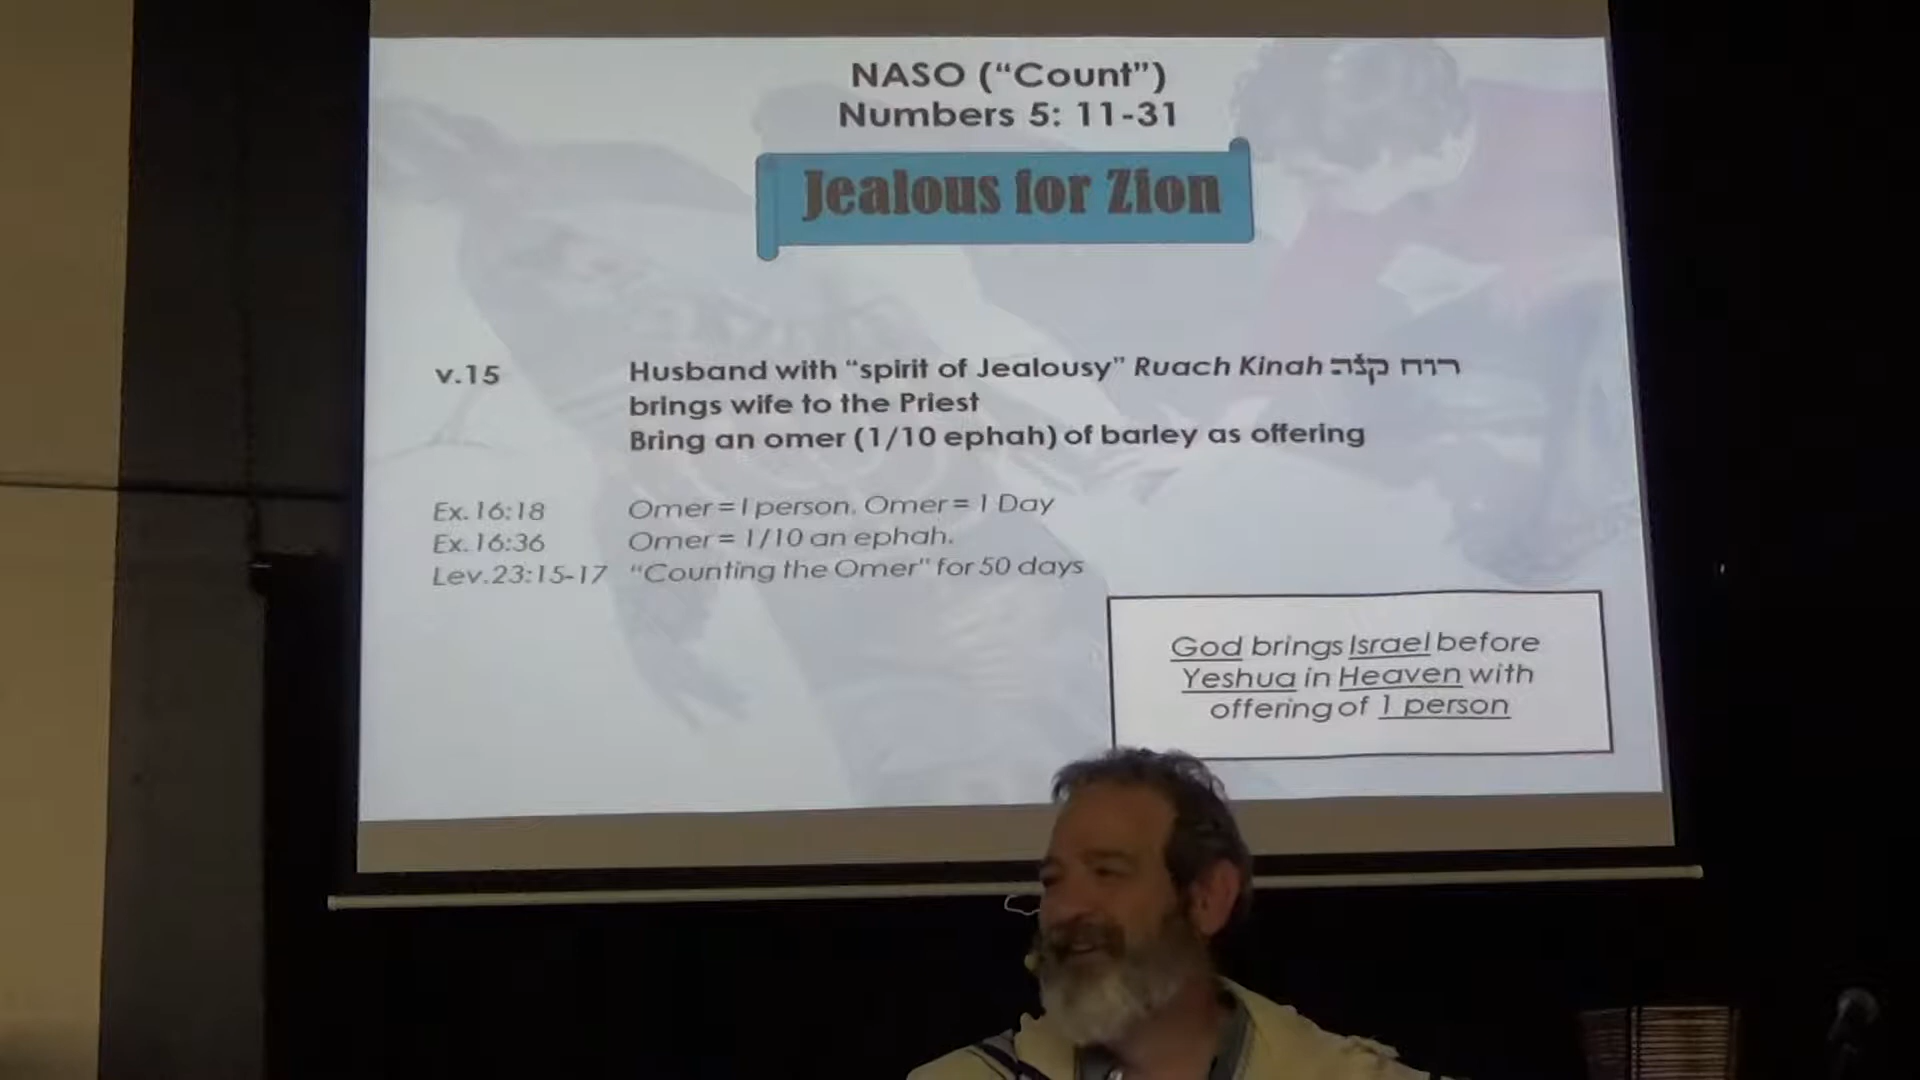 NASO (“Count”)
Numbers 5: 11-31
Jealous for Zion
v.15 Husband with “spirit of Jealousy” Ruach Kinah רוח קנאה
brings wife to the Priest
Bring an omer (1/10 ephah) of barley as offering
Ex.16:18 Omer = 1 person. Omer = 1 Day
Ex.16:36 Omer = 1/10 an ephah.
Lev.23:15-17 “Counting the Omer” for 50 days
God brings Israel before
Yeshua in Heaven with
offering of 1 person